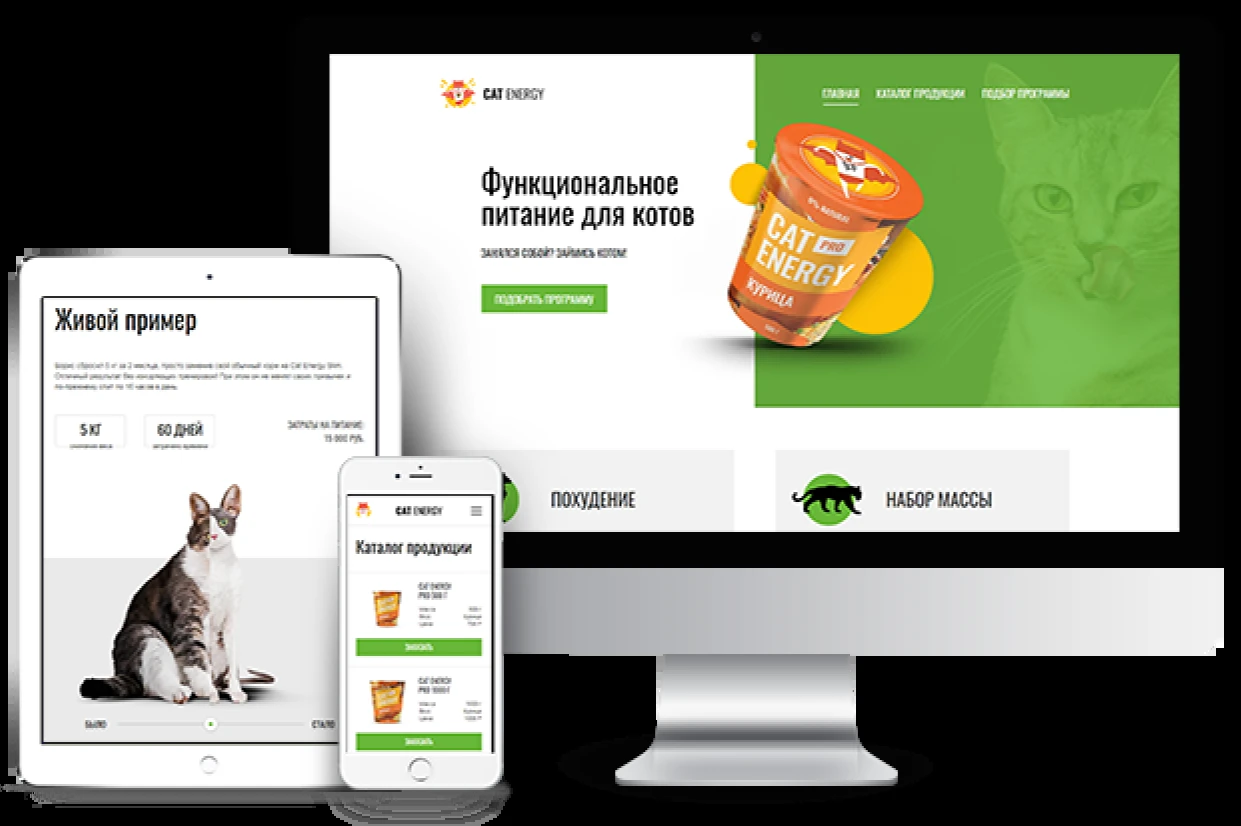 CAT ENERGY
ГЛАВНАЯ КАТАЛОГ ПРОДУКЦИИ ПОДБОР ПРОГРАММЫ
Функциональное
питание для котов
ЗАНЯЛСЯ СОБОЙ? ЗАЙМИСЬ КОТОМ!
ПОДОБРАТЬ ПРОГРАММУ
CAT PRO
ENERGY
КУРИЦА
ПОХУДЕНИЕ
НАБОР МАССЫ
Живой пример
Борис сбросил 5 кг за 2 месяца, просто заменив свой обычный корм на Cat Energy Slim.
Отличный результат без изнуряющих тренировок! При этом он не менял своих привычек и
по-прежнему спит по 16 часов в день.
5 КГ
60 ДНЕЙ
ЗАТРАТЫ НА ПИТАНИЕ:
15 000 РУБ.
БЫЛО
СТАЛО
CAT ENERGY
Каталог продукции
CAT ENERGY
PRO 500 Г
ЗАКАЗАТЬ
CAT ENERGY
PRO 1000 Г
ЗАКАЗАТЬ